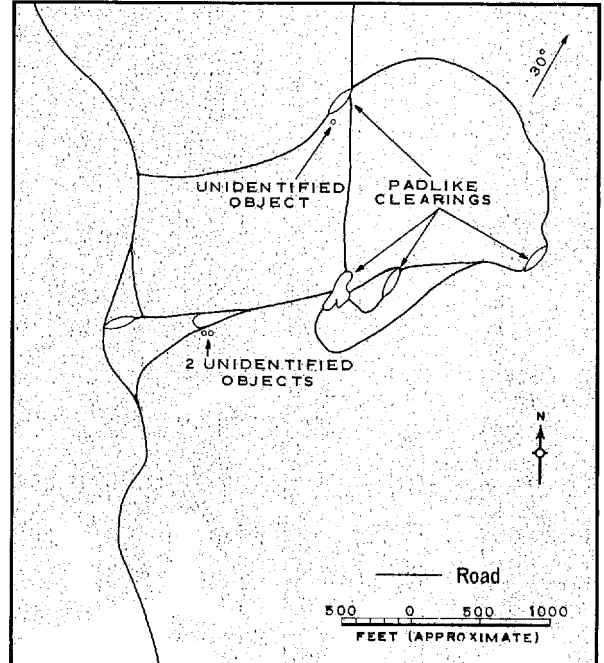 30°
UNIDENTIFIED
OBJECT
PADLIKE
CLEARINGS
2 UNIDENTIFIED
OBJECTS
N
Road
500 0 500 1000
FEET (APPROXIMATE)